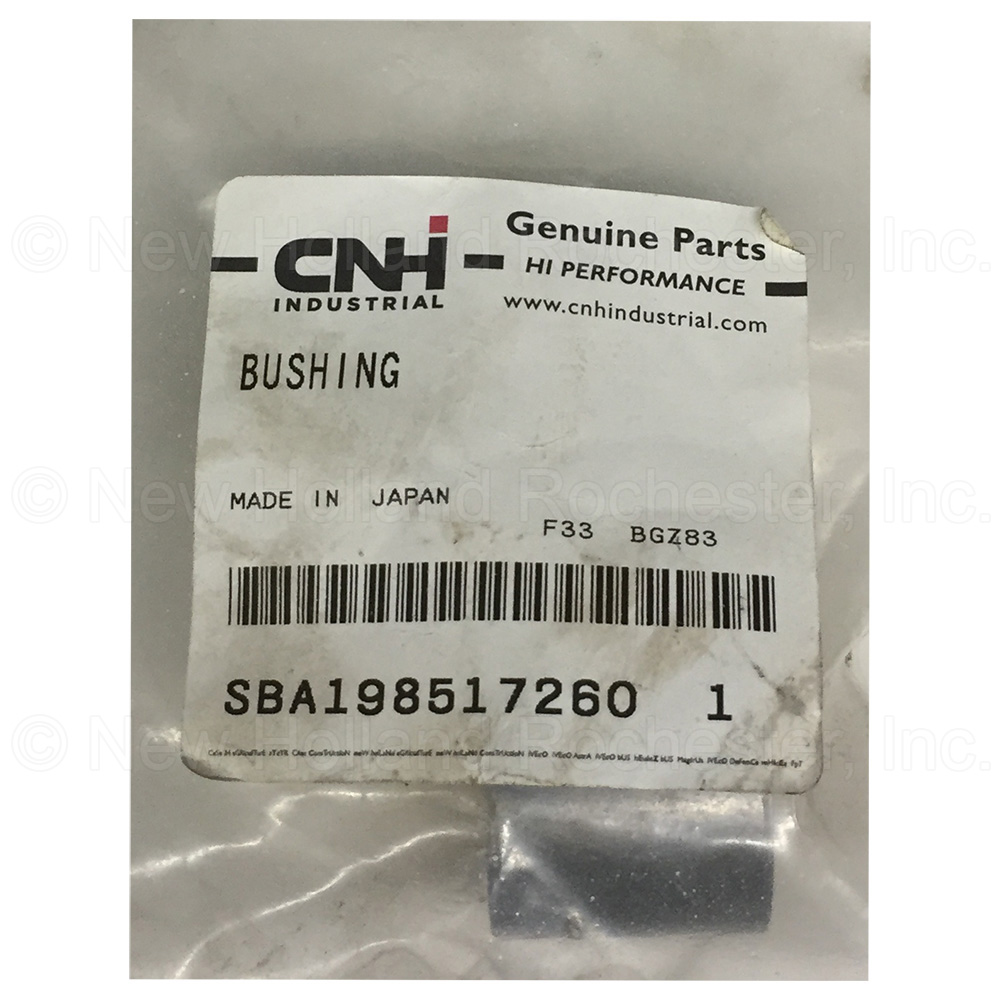 CNH INDUSTRIAL
Genuine Parts
HI PERFORMANCE
www.cnhindustrial.com
BUSHING
MADE IN JAPAN
F33 BGZ83
SBA198517260 1
© New Holland Rochester, Inc.
© New Holland Rochester, Inc.
© New Holland Rochester, Inc.